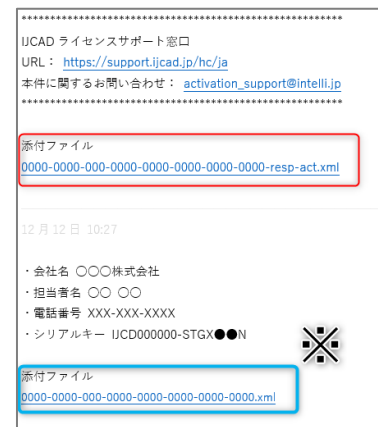 ************************************************************
IJCAD ライセンスサポート窓口
URL： https://support.ijcad.jp/hc/ja
本件に関するお問い合わせ： activation_support@intelli.jp
************************************************************
添付ファイル
0000-0000-000-0000-0000-0000-0000-0000-resp-act.xml
12月12日 10:27
・会社名 〇〇〇株式会社
・担当者名 〇〇 〇〇
・電話番号 XXX-XXX-XXXX
・シリアルキー IJCD000000-STGX●●N
※
添付ファイル
0000-0000-000-0000-0000-0000-0000-0000.xml